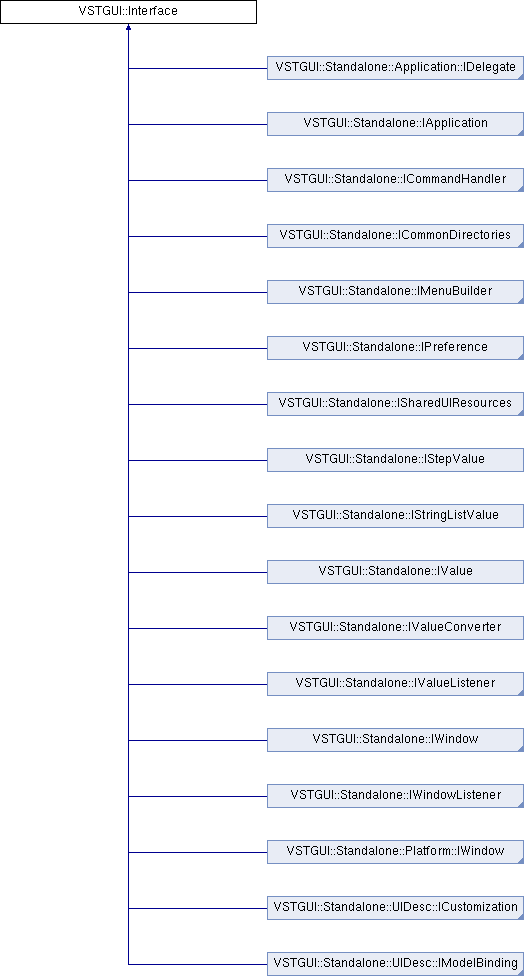 VSTGUI::Interface
VSTGUI::Standalone::Application::IDelegate
VSTGUI::Standalone::IApplication
VSTGUI::Standalone::ICommandHandler
VSTGUI::Standalone::ICommonDirectories
VSTGUI::Standalone::IMenuBuilder
VSTGUI::Standalone::IPreference
VSTGUI::Standalone::ISharedUIResources
VSTGUI::Standalone::IStepValue
VSTGUI::Standalone::IStringListValue
VSTGUI::Standalone::IValue
VSTGUI::Standalone::IValueConverter
VSTGUI::Standalone::IValueListener
VSTGUI::Standalone::IWindow
VSTGUI::Standalone::IWindowListener
VSTGUI::Standalone::Platform::IWindow
VSTGUI::Standalone::UIDesc::ICustomization
VSTGUI::Standalone::UIDesc::IModelBinding